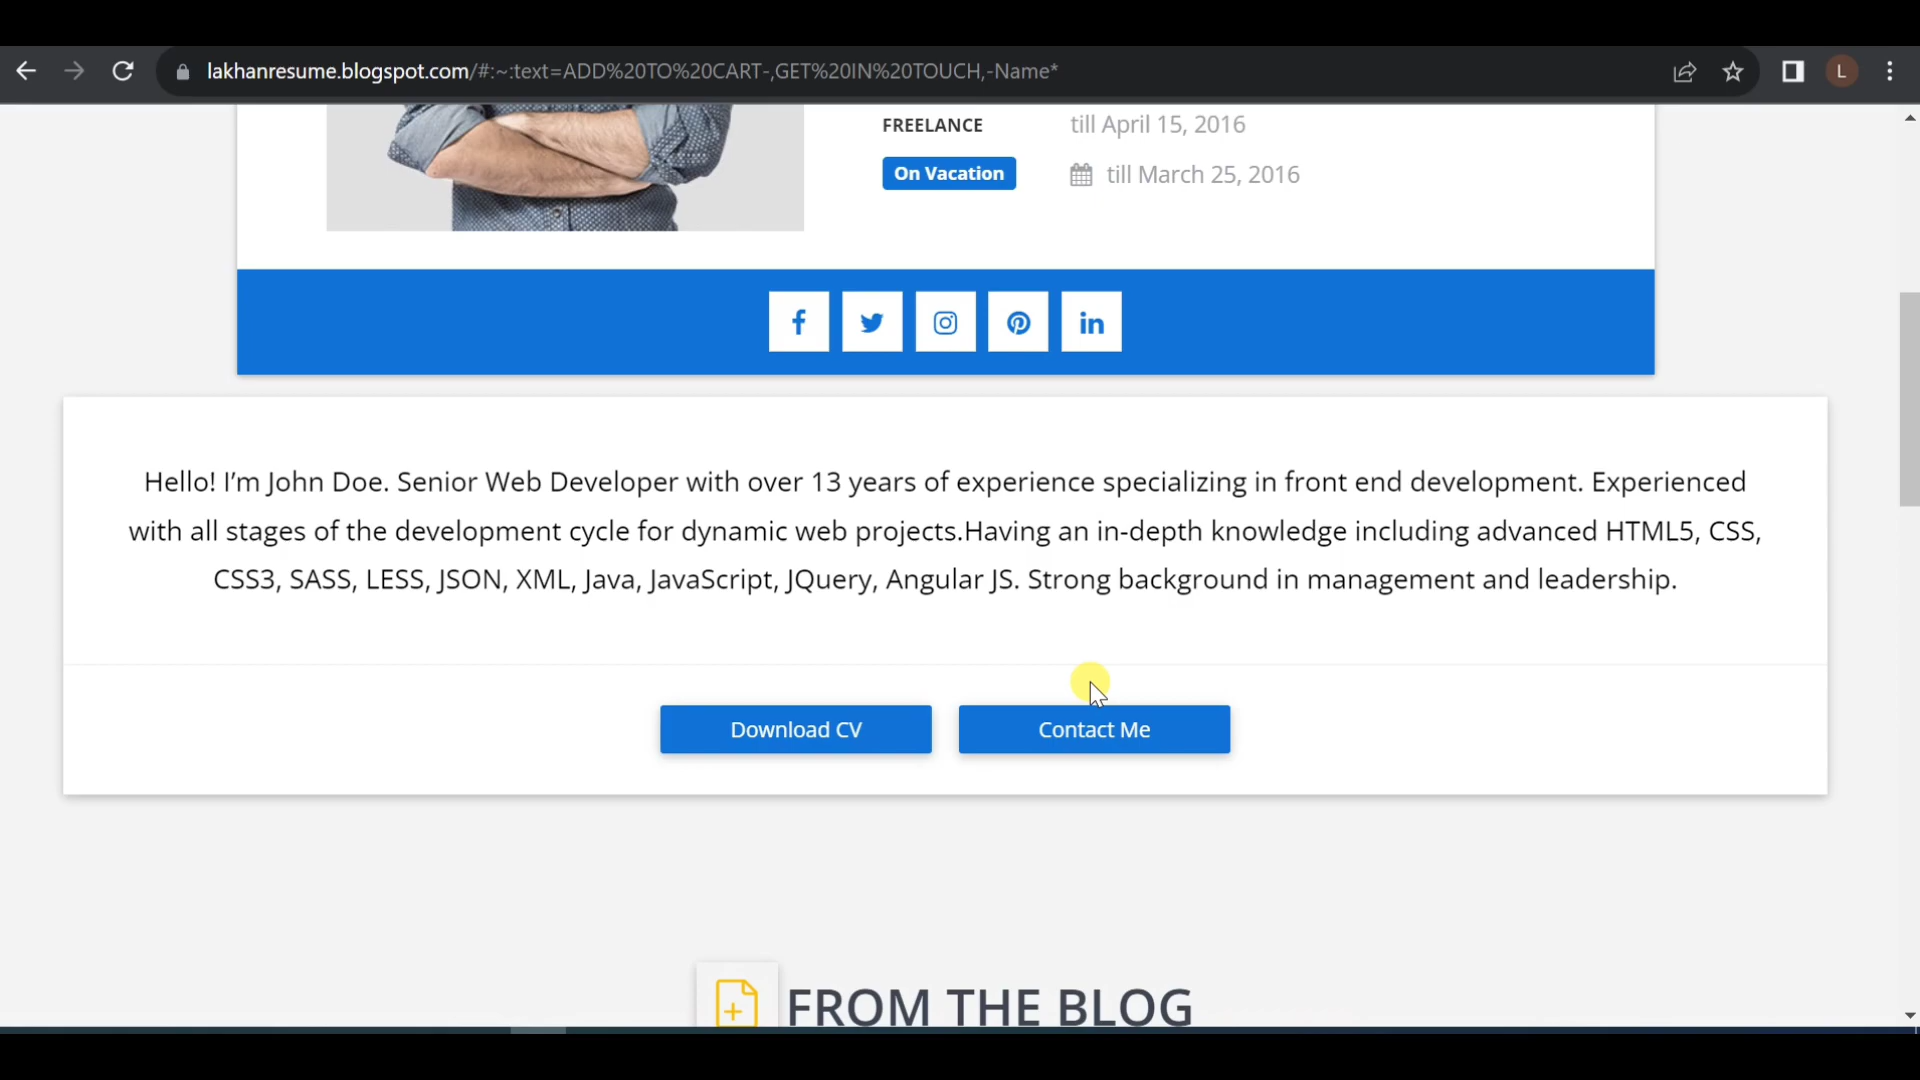 lakhanresume.blogspot.com/#:~:text=ADD%20TO%20CART-,GET%20IN%20TOUCH,-Name*
L
FREELANCE till April 15, 2016
On Vacation till March 25, 2016
Hello! I’m John Doe. Senior Web Developer with over 13 years of experience specializing in front end development. Experienced
with all stages of the development cycle for dynamic web projects.Having an in-depth knowledge including advanced HTML5, CSS,
CSS3, SASS, LESS, JSON, XML, Java, JavaScript, JQuery, Angular JS. Strong background in management and leadership.
Download CV Contact Me
FROM THE BLOG